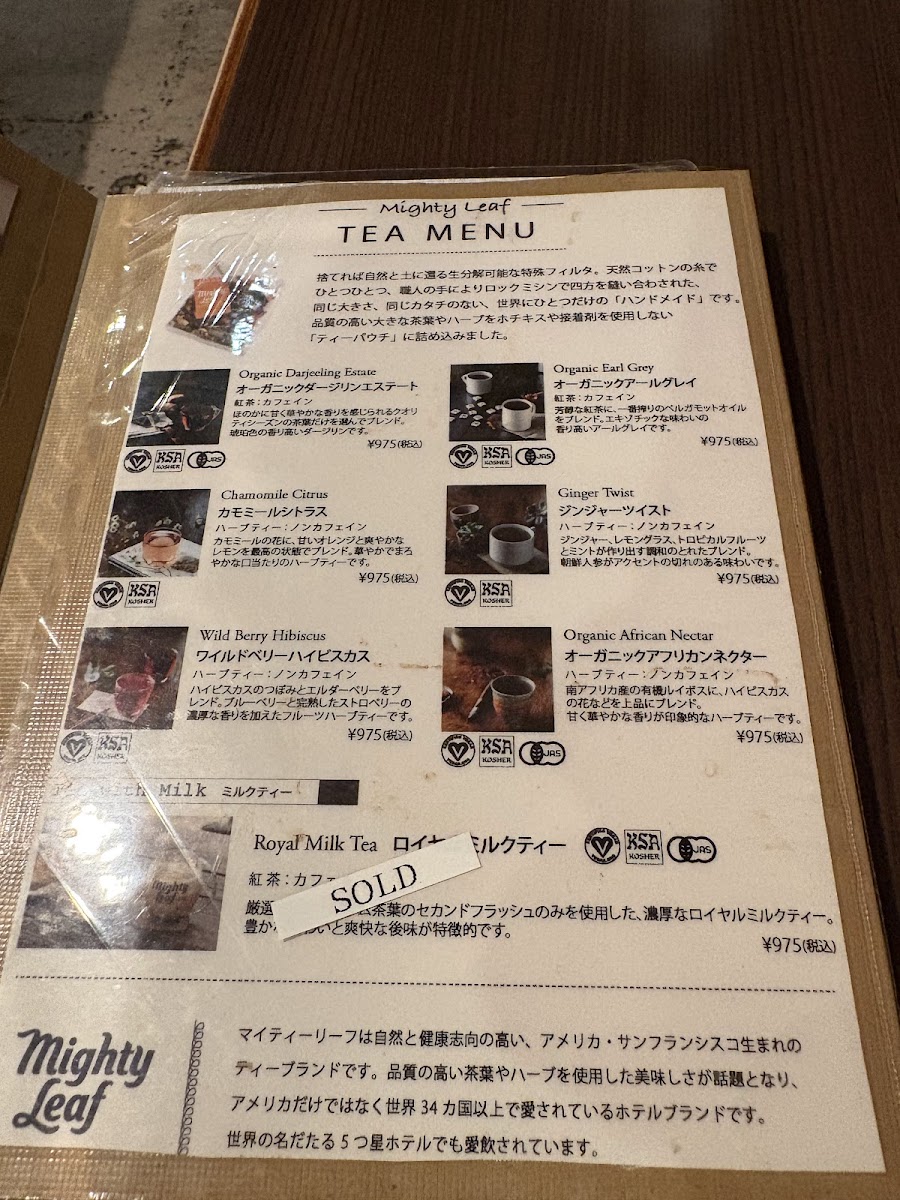 Mighty Leaf
TEA MENU
捨てれば自然と土に還る生分解可能な特殊フィルタ。天然コットンの糸で
ひとつひとつ、職人の手によりロックミシンで四方を縫い合わされた、
同じ大きさ、同じカタチのない、世界にひとつだけの「ハンドメイド」です。
品質の高い大きな茶葉やハーブをホチキスや接着剤を使用しない
「ティーパウチ」に詰め込みました。
Organic Darjeeling Estate
オーガニックダージリンエステート
紅茶:カフェイン
ほのかに甘く華やかな香りを感じられるクオリ
ティシーズンの茶葉だけを選んでブレンド。
琥珀色の香り高いダージリンです。
¥975(税込)
KSA
KOSHER
JAS
Organic Earl Grey
オーガニックアールグレイ
紅茶:カフェイン
芳醇な紅茶に、一番搾りのベルガモットオイル
をブレンド。エキゾチックな味わいの
香り高いアールグレイです。
¥975(税込)
KSA
KOSHER
JAS
Chamomile Citrus
カモミールシトラス
ハーブティー:ノンカフェイン
カモミールの花に、甘いオレンジと爽やかな
レモンを最高の状態でブレンド。華やかでまろ
やかな口当たりのハーブティーです。
¥975(税込)
KSA
KOSHER
Ginger Twist
ジンジャーツイスト
ハーブティー:ノンカフェイン
ジンジャー、レモングラス、トロピカルフルーツ
とミントが作り出す調和のとれたブレンド。
朝鮮人参がアクセントの切れのある味わいです。
¥975(税込)
KSA
KOSHER
Wild Berry Hibiscus
ワイルドベリーハイビスカス
ハーブティー:ノンカフェイン
ハイビスカスのつぼみとエルダーベリーをブ
レンド。ブルーベリーと完熟したストロベリーの
濃厚な香りを加えたフルーツハーブティーです。
¥975(税込)
KSA
KOSHER
Organic African Nectar
オーガニックアフリカンネクター
ハーブティー:ノンカフェイン
南アフリカ産の有機ルイボスに、ハイビスカス
の花などを上品にブレンド。
甘く華やかな香りが印象的なハーブティーです。
¥975(税込)
KSA
KOSHER
JAS
with Milk ミルクティー
Royal Milk Tea ロイヤ ミルクティー
KSA
KOSHER
JAS
紅茶:カフェ
SOLD
厳選 茶葉のセカンドフラッシュのみを使用した、濃厚なロイヤルミルクティー。
豊か わいと爽快な後味が特徴的です。
¥975(税込)
Mighty
Leaf
マイティーリーフは自然と健康志向の高い、アメリカ・サンフランシスコ生まれの
ティーブランドです。品質の高い茶葉やハーブを使用した美味しさが話題となり、
アメリカだけではなく世界 34 カ国以上で愛されているホテルブランドです。
世界の名だたる 5 つ星ホテルでも愛飲されています。